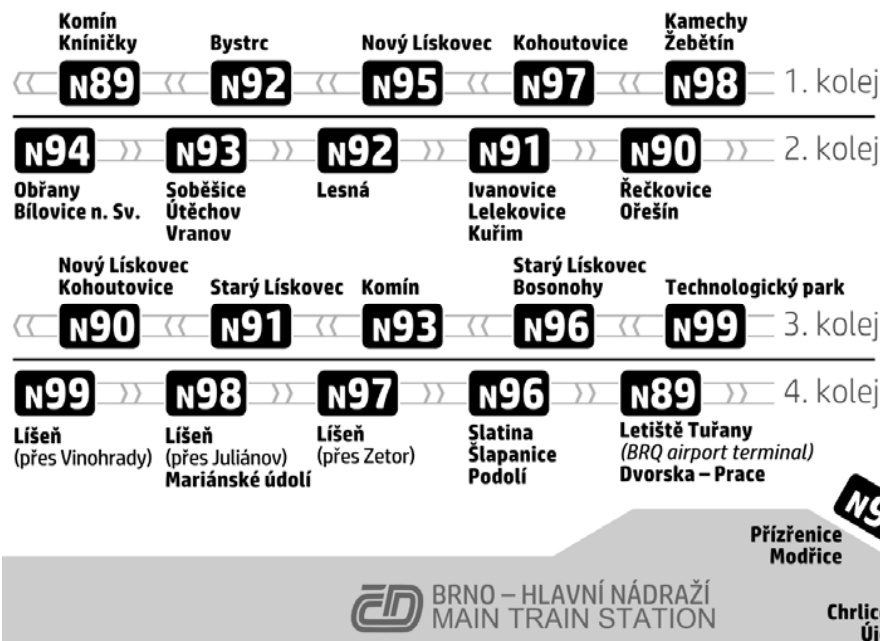 Komín
Kníničky
Bystrc
Nový Lískovec
Kohoutovice
Kamechy
Žebětín
N89
N92
N95
N97
N98
1. kolej
N94
N93
N92
N91
N90
2. kolej
Obřany
Bílovice n. Sv.
Soběšice
Útěchov
Vranov
Lesná
Ivanovice
Lelekovice
Kuřim
Řečkovice
Ořešín
Nový Lískovec
Kohoutovice
Starý Lískovec
Komín
Starý Lískovec
Bosonohy
Technologický park
N90
N91
N93
N96
N99
3. kolej
N99
N98
N97
N96
N89
4. kolej
Líšeň
(přes Vinohrady)
Líšeň
(přes Juliánov)
Mariánské údolí
Líšeň
(přes Zetor)
Slatina
Šlapanice
Podolí
Letiště Tuřany
(BRQ airport terminal)
Dvorska – Prace
Přízřenice
Modřice
ČD
BRNO – HLAVNÍ NÁDRAŽÍ
MAIN TRAIN STATION